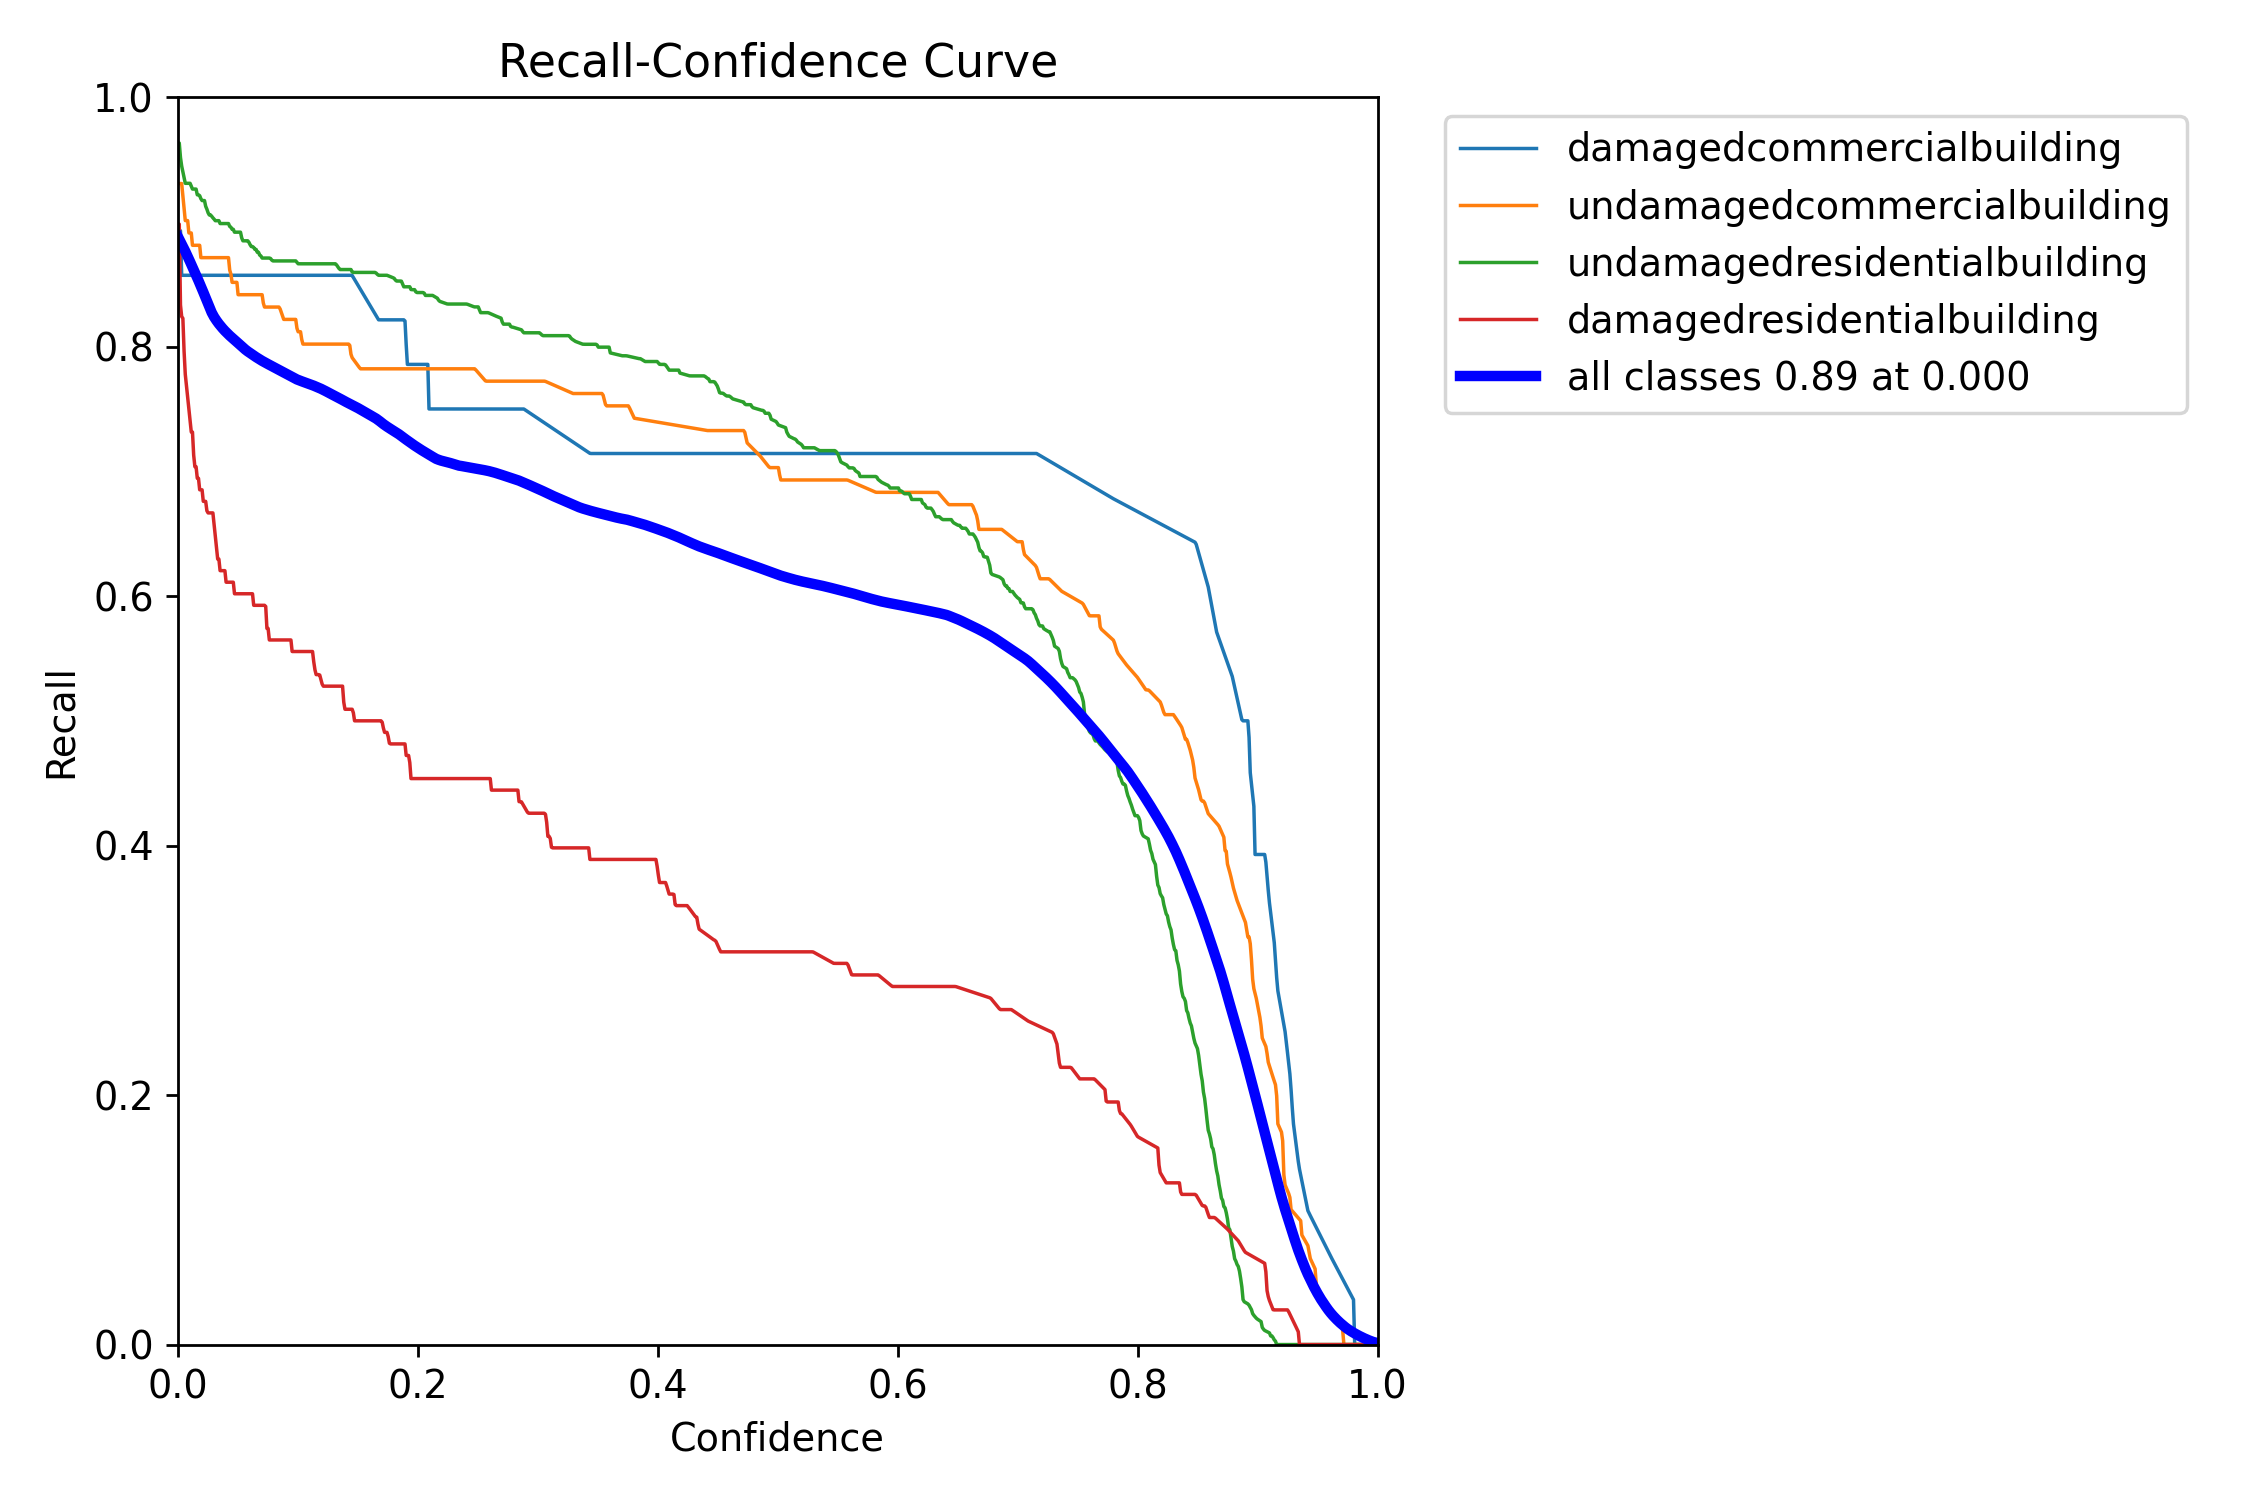 Recall-Confidence Curve
1.0
0.8
0.6
0.4
0.2
0.0
Recall
0.0 0.2 0.4 0.6 0.8 1.0
Confidence
damagedcommercialbuilding
undamagedcommercialbuilding
undamagedresidentialbuilding
damagedresidentialbuilding
all classes 0.89 at 0.000